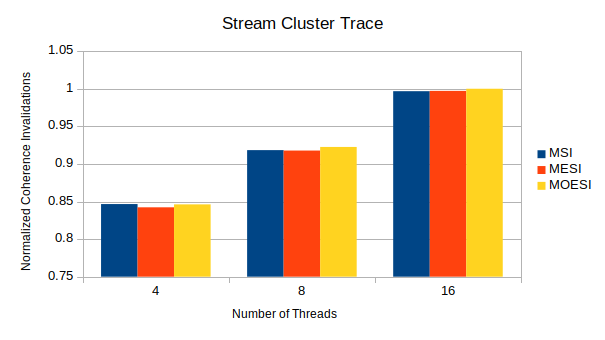 Stream Cluster Trace
Normalized Coherence Invalidations
1.05
1
0.95
0.9
0.85
0.8
0.75
4
8
16
Number of Threads
MSI
MESI
MOESI